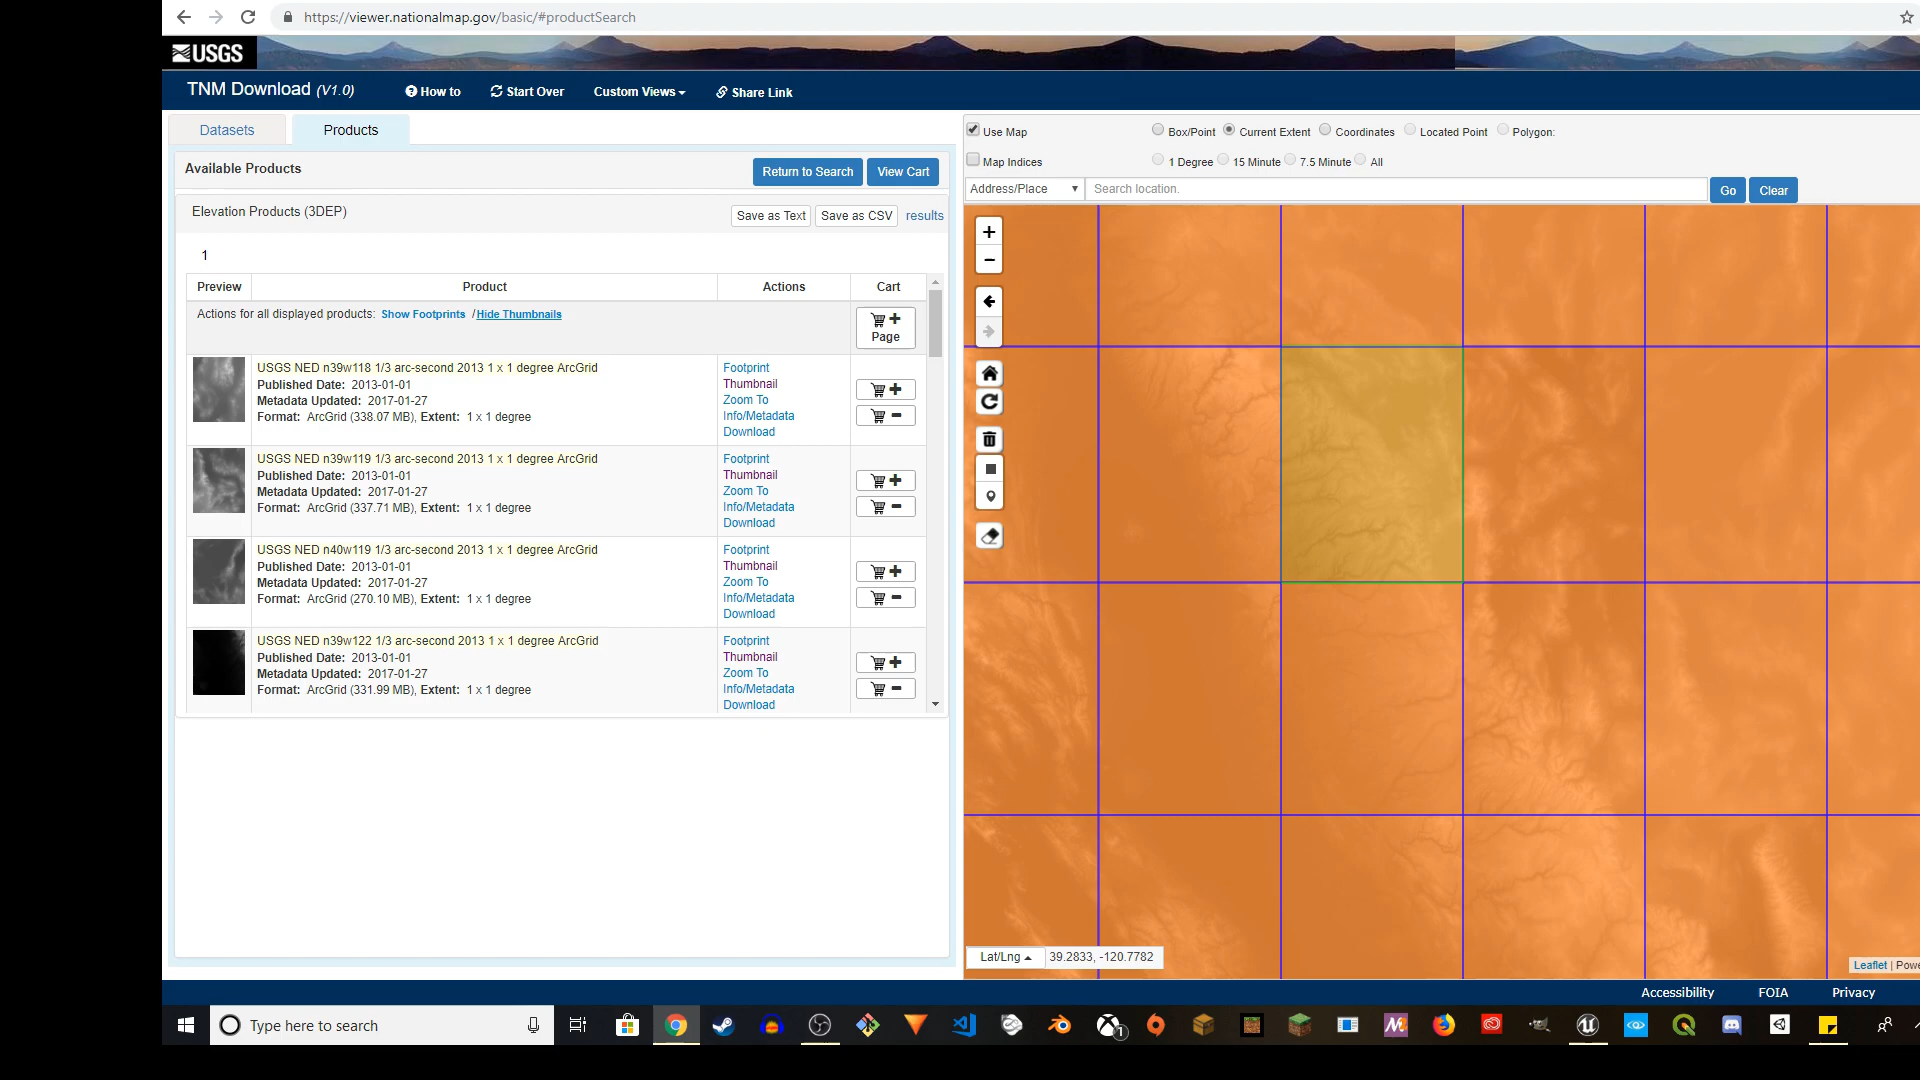 https://viewer.nationalmap.gov/basic/#productSearch
USGS
TNM Download (V1.0)
How to
Start Over
Custom Views
Share Link
Datasets
Products
Available Products
Return to Search
View Cart
Elevation Products (3DEP)
Save as Text
Save as CSV
results
1
Preview
Product
Actions
Cart
Actions for all displayed products: Show Footprints / Hide Thumbnails
Page
USGS NED n39w118 1/3 arc-second 2013 1 x 1 degree ArcGrid
Published Date: 2013-01-01
Metadata Updated: 2017-01-27
Format: ArcGrid (338.07 MB), Extent: 1 x 1 degree
Footprint
Thumbnail
Zoom To
Info/Metadata
Download
USGS NED n39w119 1/3 arc-second 2013 1 x 1 degree ArcGrid
Published Date: 2013-01-01
Metadata Updated: 2017-01-27
Format: ArcGrid (337.71 MB), Extent: 1 x 1 degree
Footprint
Thumbnail
Zoom To
Info/Metadata
Download
USGS NED n40w119 1/3 arc-second 2013 1 x 1 degree ArcGrid
Published Date: 2013-01-01
Metadata Updated: 2017-01-27
Format: ArcGrid (270.10 MB), Extent: 1 x 1 degree
Footprint
Thumbnail
Zoom To
Info/Metadata
Download
USGS NED n39w122 1/3 arc-second 2013 1 x 1 degree ArcGrid
Published Date: 2013-01-01
Metadata Updated: 2017-01-27
Format: ArcGrid (331.99 MB), Extent: 1 x 1 degree
Footprint
Thumbnail
Zoom To
Info/Metadata
Download
Use Map
Box/Point
Current Extent
Coordinates
Located Point
Polygon:
Map Indices
1 Degree
15 Minute
7.5 Minute
All
Address/Place
Search location.
Go
Clear
+
−
Lat/Lng
39.2833, -120.7782
Leaflet | Powe
Accessibility
FOIA
Privacy
Type here to search
1